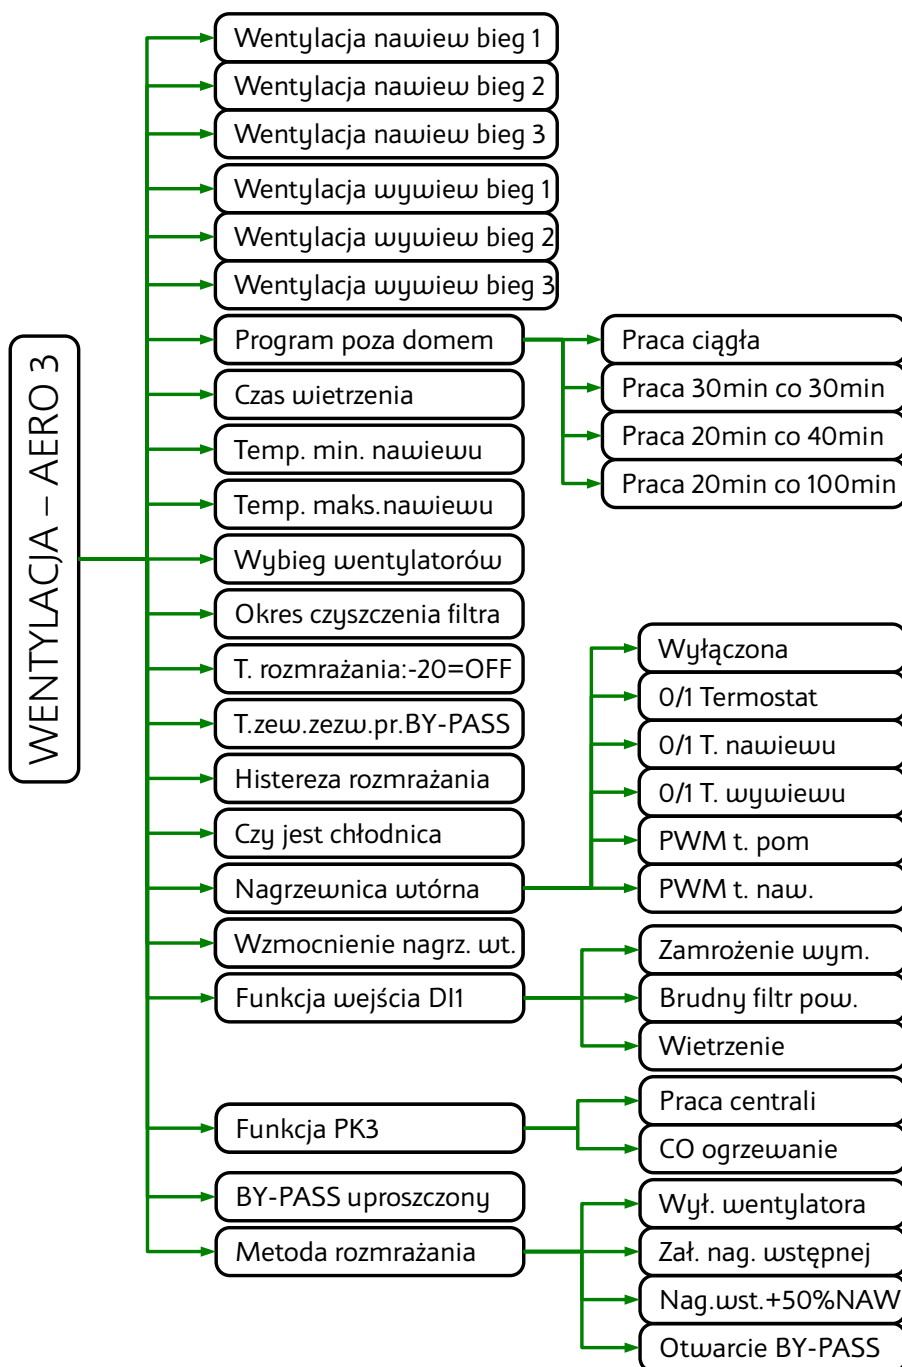 WENTYLACJA – AERO 3
Wentylacja nawiew bieg 1
Wentylacja nawiew bieg 2
Wentylacja nawiew bieg 3
Wentylacja wywiew bieg 1
Wentylacja wywiew bieg 2
Wentylacja wywiew bieg 3
Program poza domem
Praca ciągła
Praca 30min co 30min
Praca 20min co 40min
Praca 20min co 100min
Czas wietrzenia
Temp. min. nawiewu
Temp. maks.nawiewu
Wybieg wentylatorów
Okres czyszczenia filtra
T. rozmrażania:-20=OFF
T.zew.zezw.pr.BY-PASS
Histereza rozmrażania
Czy jest chłodnica
Nagrzewnica wtórna
Wyłączona
0/1 Termostat
0/1 T. nawiewu
0/1 T. wywiewu
PWM t. pom
PWM t. naw.
Wzmocnienie nagrz. wt.
Funkcja wejścia DI1
Zamrożenie wym.
Brudny filtr pow.
Wietrzenie
Funkcja PK3
Praca centrali
CO ogrzewanie
BY-PASS uproszczony
Metoda rozmrażania
Wył. wentylatora
Zał. nag. wstępnej
Nag.wst.+50%NAW
Otwarcie BY-PASS